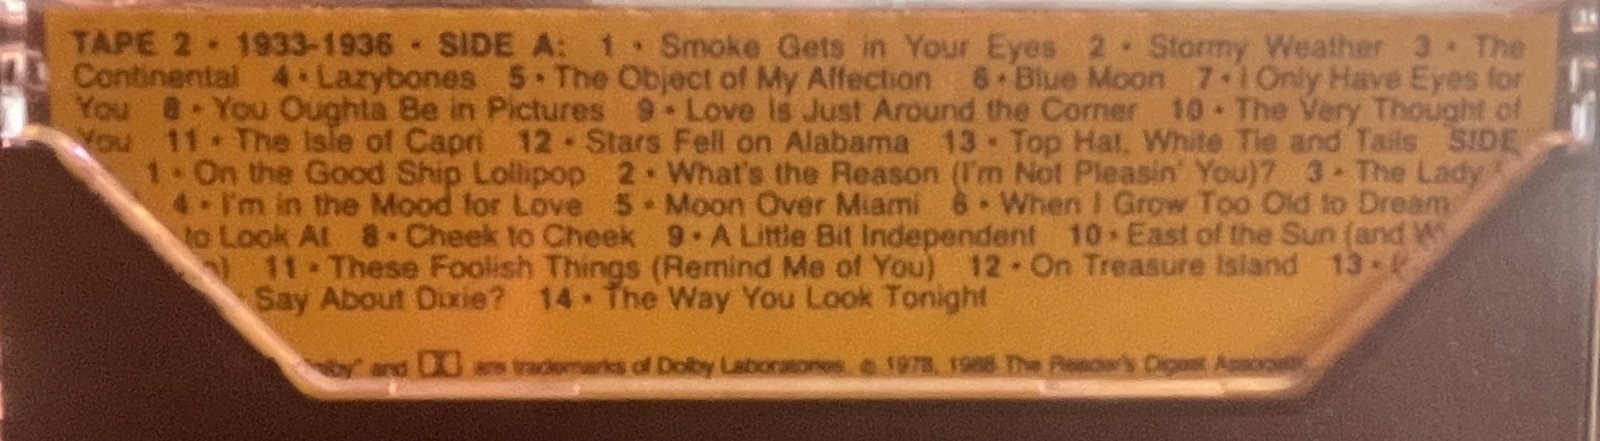 TAPE 2 • 1933-1936 • SIDE A: 1 • Smoke Gets in Your Eyes 2 • Stormy Weather 3 • The
Continental 4 • Lazybones 5 • The Object of My Affection 6 • Blue Moon 7 • I Only Have Eyes for
You 8 • You Oughta Be in Pictures 9 • Love Is Just Around the Corner 10 • The Very Thought of
You 11 • The Isle of Capri 12 • Stars Fell on Alabama 13 • Top Hat, White Tie and Tails SIDE
1 • On the Good Ship Lollipop 2 • What's the Reason (I'm Not Pleasin' You)? 3 • The Lady
4 • I'm in the Mood for Love 5 • Moon Over Miami 6 • When I Grow Too Old to Dream
to Look At 8 • Cheek to Cheek 9 • A Little Bit Independent 10 • East of the Sun (and
11 • These Foolish Things (Remind Me of You) 12 • On Treasure Island 13 •
Say About Dixie? 14 • The Way You Look Tonight
and are trademarks of Dolby Laboratories © 1978, 1986 The Reader's Digest